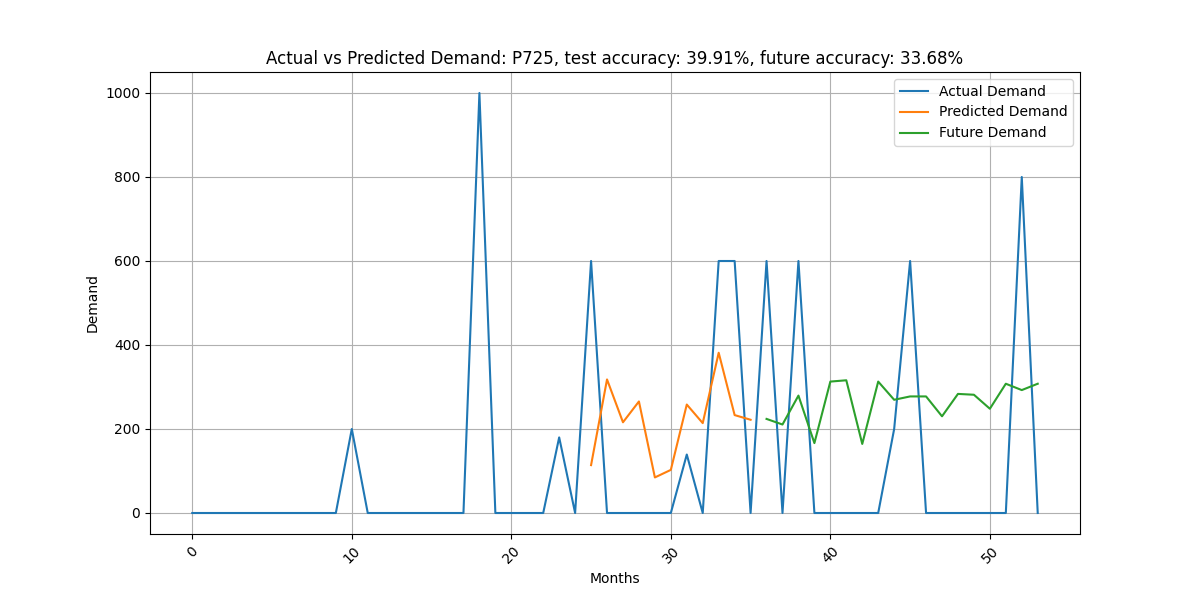 Actual vs Predicted Demand: P725, test accuracy: 39.91%, future accuracy: 33.68%
Actual Demand
Predicted Demand
Future Demand
1000
800
600
400
200
0
Demand
0
10
20
30
40
50
Months